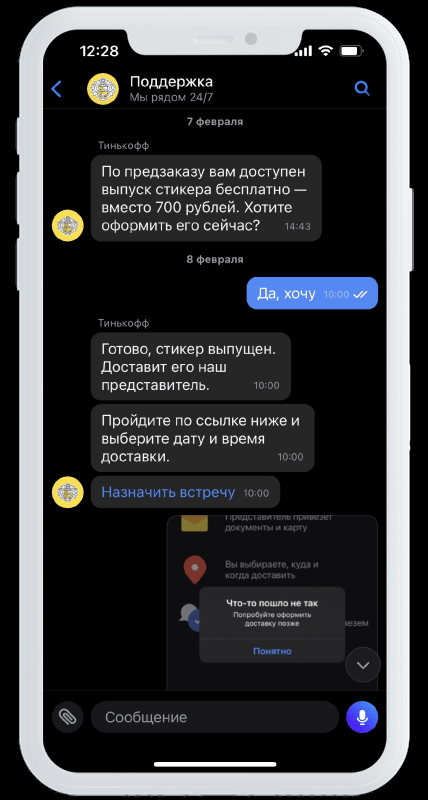 12:28
Поддержка
Мы рядом 24/7
7 февраля
Тинькофф
По предзаказу вам доступен
выпуск стикера бесплатно —
вместо 700 рублей. Хотите
оформить его сейчас? 14:43
8 февраля
Да, хочу 10:00
Тинькофф
Готово, стикер выпущен.
Доставит его наш
представитель. 10:00
Пройдите по ссылке ниже и
выберите дату и время
доставки. 10:00
Назначить встречу 10:00
Представитель привезет
документы и карту
Вы выбираете, куда и
когда доставить
Что-то пошло не так
Попробуйте оформить
доставку позже
Понятно
Сообщение